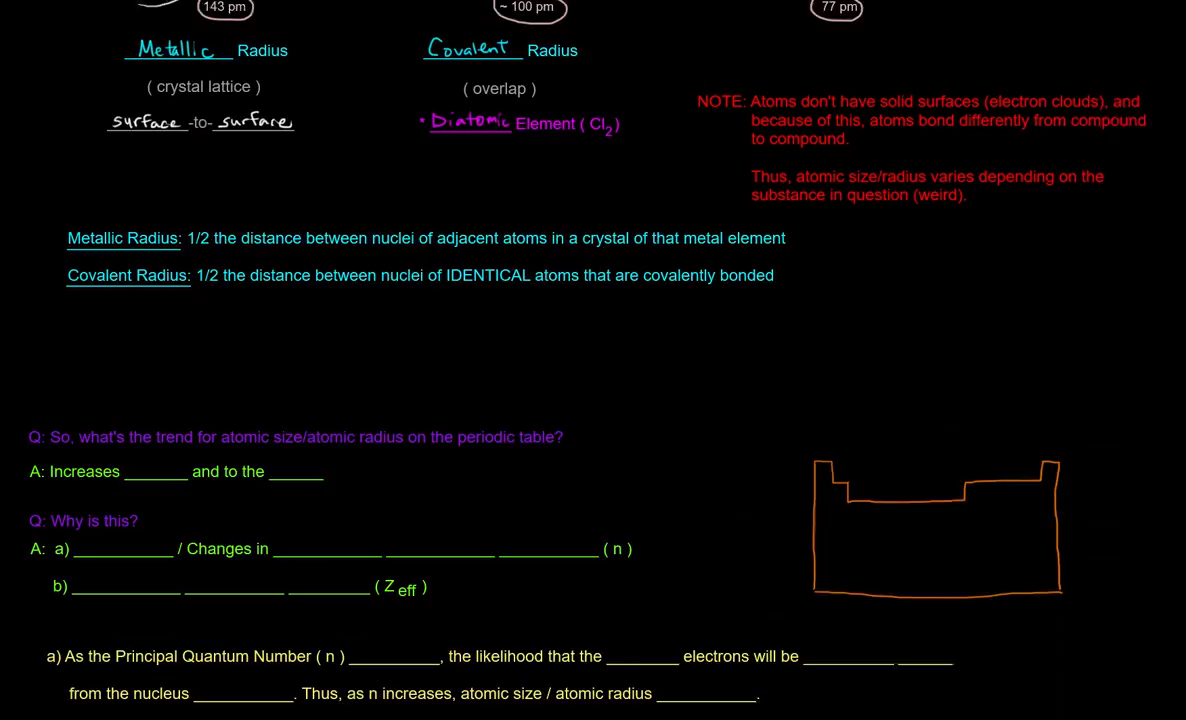 143 pm ~ 100 pm 77 pm
Metallic Radius Covalent Radius
( crystal lattice ) ( overlap )
surface -to- surface * Diatomic Element ( Cl2 )
NOTE: Atoms don't have solid surfaces (electron clouds), and
because of this, atoms bond differently from compound
to compound.
Thus, atomic size/radius varies depending on the
substance in question (weird).
Metallic Radius: 1/2 the distance between nuclei of adjacent atoms in a crystal of that metal element
Covalent Radius: 1/2 the distance between nuclei of IDENTICAL atoms that are covalently bonded
Q: So, what's the trend for atomic size/atomic radius on the periodic table?
A: Increases _______ and to the ______
Q: Why is this?
A: a) ___________ / Changes in ____________ ____________ ___________ ( n )
b) ____________ ___________ _________ ( Z eff )
a) As the Principal Quantum Number ( n ) __________, the likelihood that the ________ electrons will be __________ ______
from the nucleus ___________. Thus, as n increases, atomic size / atomic radius ___________.